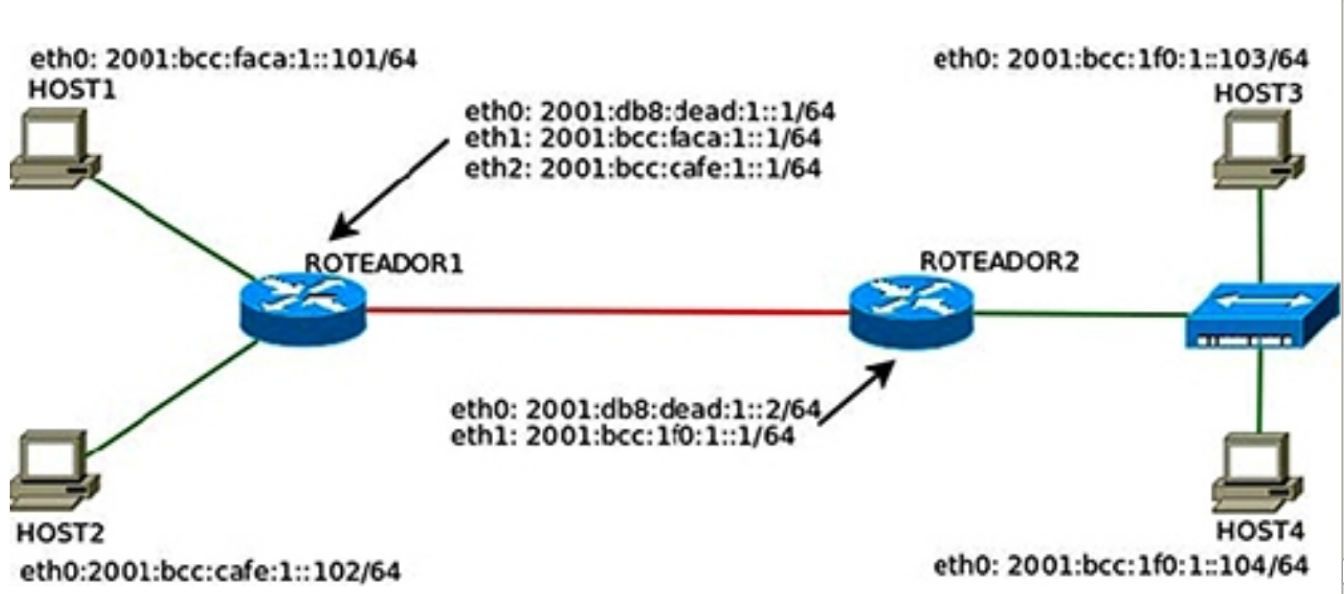 eth0: 2001:bcc:faca:1::101/64
HOST1
eth0: 2001:bcc:1f0:1::103/64
HOST3
eth0: 2001:db8:dead:1::1/64
eth1: 2001:bcc:faca:1::1/64
eth2: 2001:bcc:cafe:1::1/64
ROTEADOR1
ROTEADOR2
eth0: 2001:db8:dead:1::2/64
eth1: 2001:bcc:1f0:1::1/64
HOST2
eth0:2001:bcc:cafe:1::102/64
HOST4
eth0: 2001:bcc:1f0:1::104/64